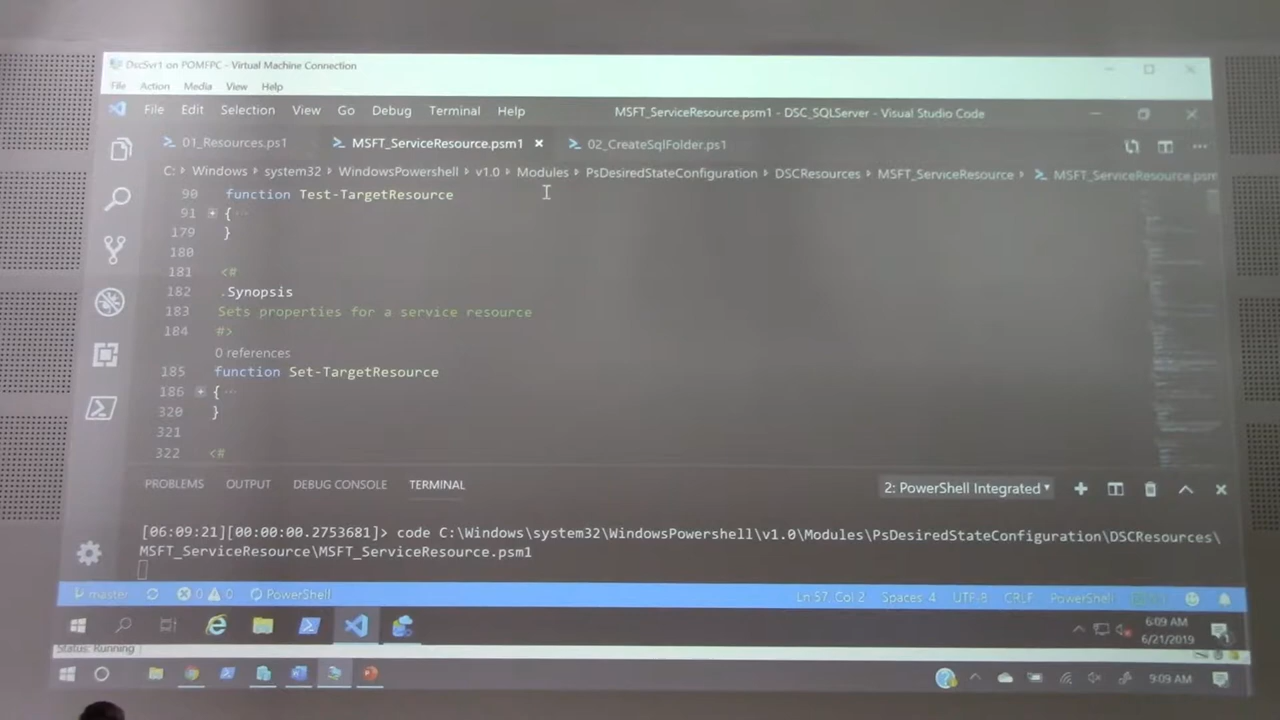 DscSvr1 on POMFPC - Virtual Machine Connection
File Action Media View Help
File Edit Selection View Go Debug Terminal Help MSFT_ServiceResource.psm1 - DSC_SQLServer - Visual Studio Code
01_Resources.ps1 MSFT_ServiceResource.psm1 02_CreateSqlFolder.ps1
C: > Windows > system32 > WindowsPowershell > v1.0 > Modules > PsDesiredStateConfiguration > DSCResources > MSFT_ServiceResource > MSFT_ServiceResource.psm
90 function Test-TargetResource
91 { ...
179 }
180
181 <#
182 .Synopsis
183 Sets properties for a service resource
184 #>
0 references
185 function Set-TargetResource
186 { ...
320 }
321
322 <#
PROBLEMS OUTPUT DEBUG CONSOLE TERMINAL 2: PowerShell Integrated
[06:09:21][00:00:00.2753681]> code C:\Windows\system32\WindowsPowershell\v1.0\Modules\PsDesiredStateConfiguration\DSCResources\
MSFT_ServiceResource\MSFT_ServiceResource.psm1
master 0 0 PowerShell Ln 57, Col 2 Spaces: 4 UTF-8 CRLF PowerShell
6:09 AM
6/21/2019
Status: Running
9:09 AM